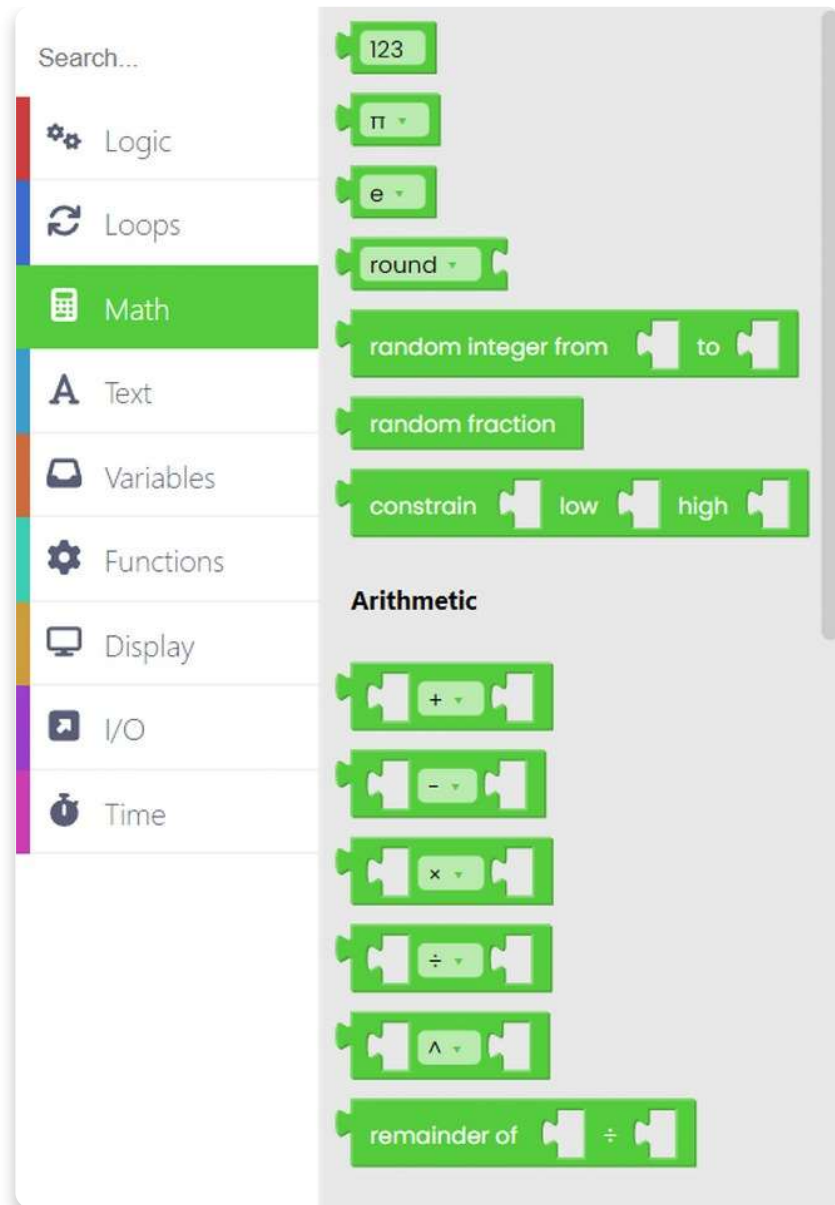 Search...
Logic
Loops
Math
Text
Variables
Functions
Display
I/O
Time
123
π
e
round
random integer from to
random fraction
constrain low high
Arithmetic
+
-
×
÷
^
remainder of ÷